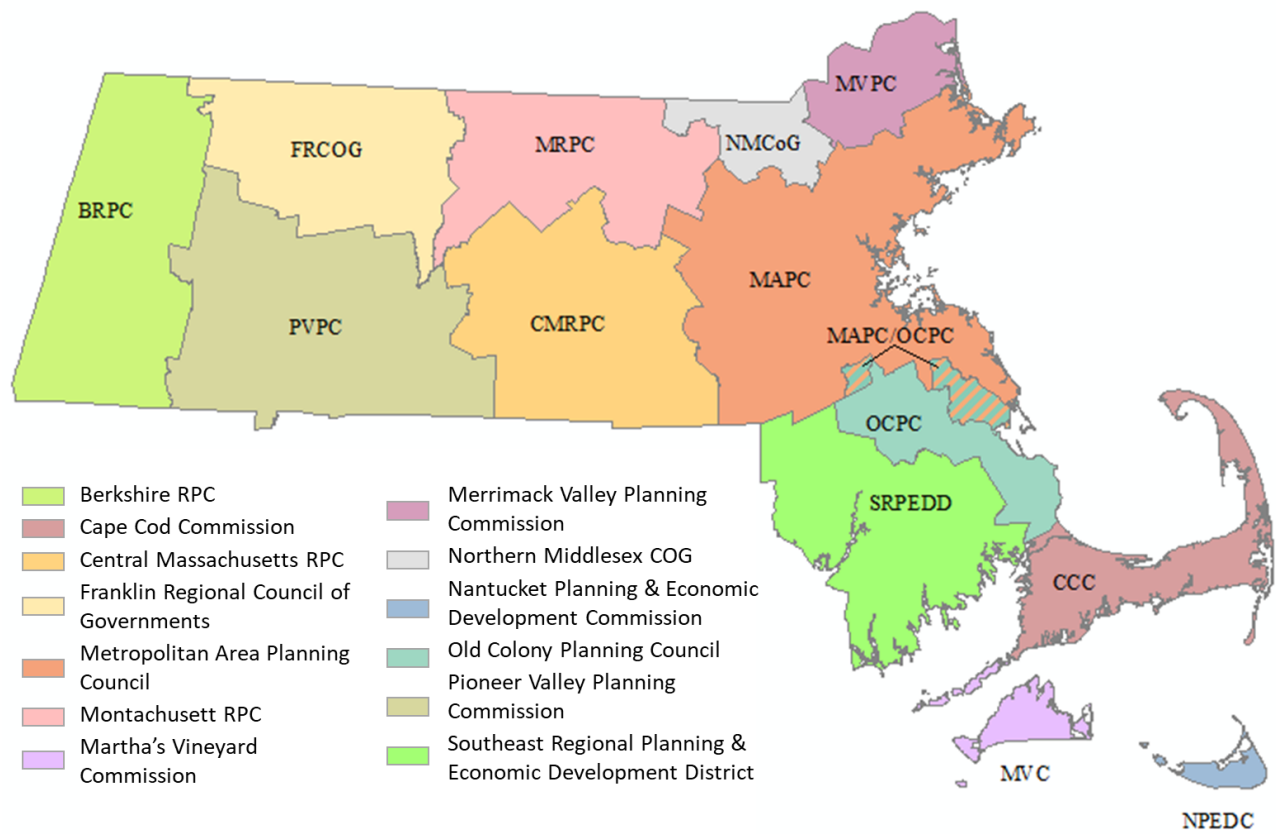 MVPC
FRCOG
MRPC
NMCoG
BRPC
MAPC
PVPC
CMRPC
MAPC/OCPC
OCPC
SRPEDD
CCC
MVC
NPEDC
Berkshire RPC
Cape Cod Commission
Central Massachusetts RPC
Franklin Regional Council of
Governments
Metropolitan Area Planning
Council
Montachusett RPC
Martha’s Vineyard
Commission
Merrimack Valley Planning
Commission
Northern Middlesex COG
Nantucket Planning & Economic
Development Commission
Old Colony Planning Council
Pioneer Valley Planning
Commission
Southeast Regional Planning &
Economic Development District